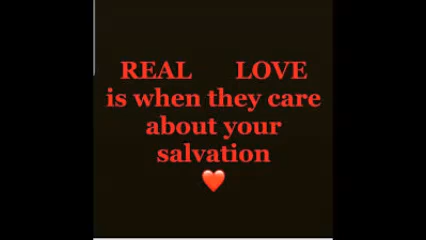 REAL LOVE
is when they care
about your
salvation
❤️